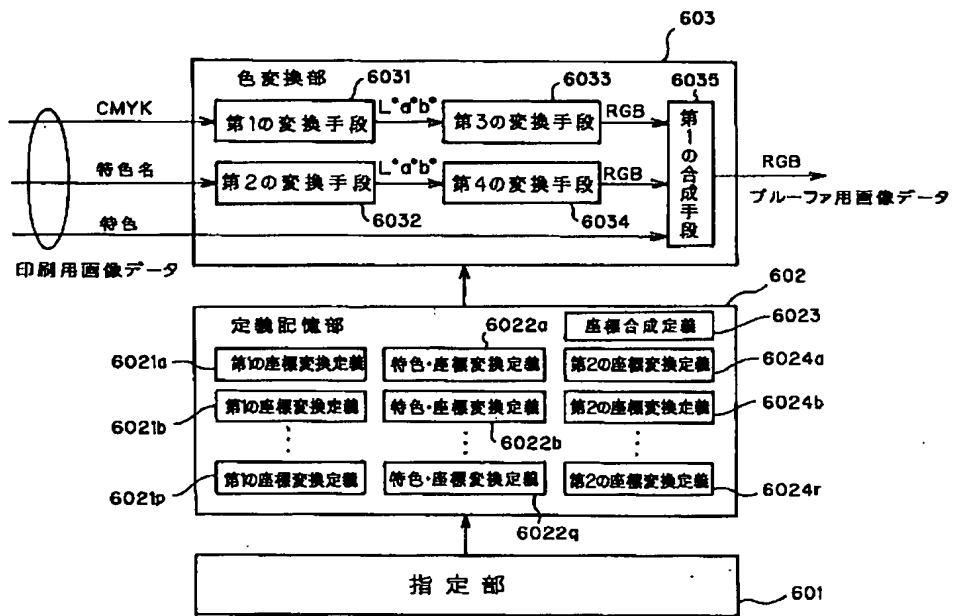 603
色変換部
6031
6033
6035
CMYK
第1の変換手段
L*a*b*
第3の変換手段
RGB
第1の合成手段
RGB
特色名
第2の変換手段
L*a*b*
第4の変換手段
RGB
プルーファ用画像データ
6032
6034
特色
印刷用画像データ
602
定義記憶部
6022a
座標合成定義
6023
6021a
第1の座標変換定義
特色・座標変換定義
第2の座標変換定義
6024a
6021b
第1の座標変換定義
特色・座標変換定義
第2の座標変換定義
6024b
6022b
6021p
第1の座標変換定義
特色・座標変換定義
第2の座標変換定義
6024r
6022q
指定部
601